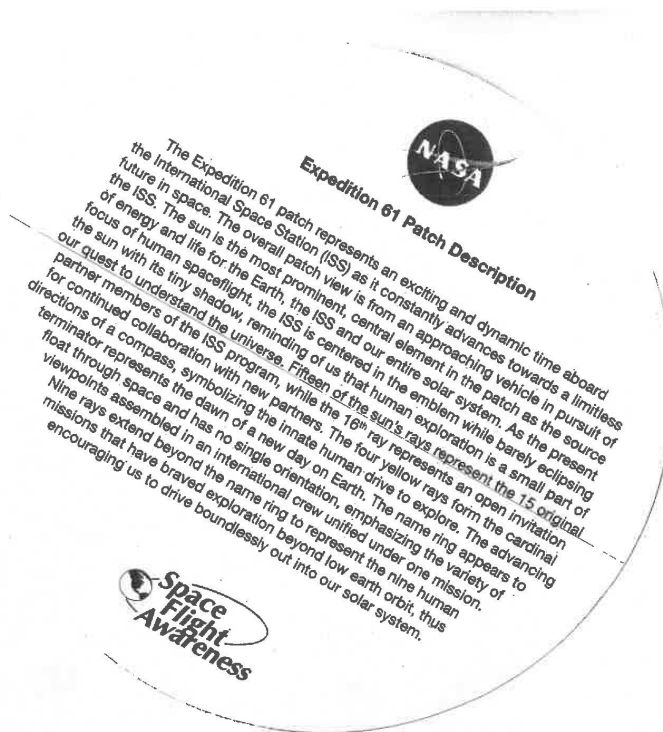 NASA
Expedition 61 Patch Description
The Expedition 61 patch represents an exciting and dynamic time aboard
the International Space Station (ISS) as it constantly advances towards a limitless
future in space. The overall patch view is from an approaching vehicle in pursuit of
the ISS. The sun is the most prominent, central element in the patch as the source
of energy and life for the Earth, the ISS and our entire solar system. As the present
focus of human spaceflight, the ISS is centered in the emblem while barely eclipsing
the sun with its tiny shadow, reminding of us that human exploration is a small part of
our quest to understand the universe. Fifteen of the sun's rays represent the 15 original
partner members of the ISS program, while the 16th ray represents an open invitation
for continued collaboration with new partners. The four yellow rays form the cardinal
directions of a compass, symbolizing the innate human drive to explore. The advancing
terminator represents the dawn of a new day on Earth. The name ring appears to
float through space and has no single orientation, emphasizing the variety of
viewpoints assembled in an international crew unified under one mission.
Nine rays extend beyond the name ring to represent the nine human
missions that have braved exploration beyond low earth orbit, thus
encouraging us to drive boundlessly out into our solar system.
Space
Flight
Awareness